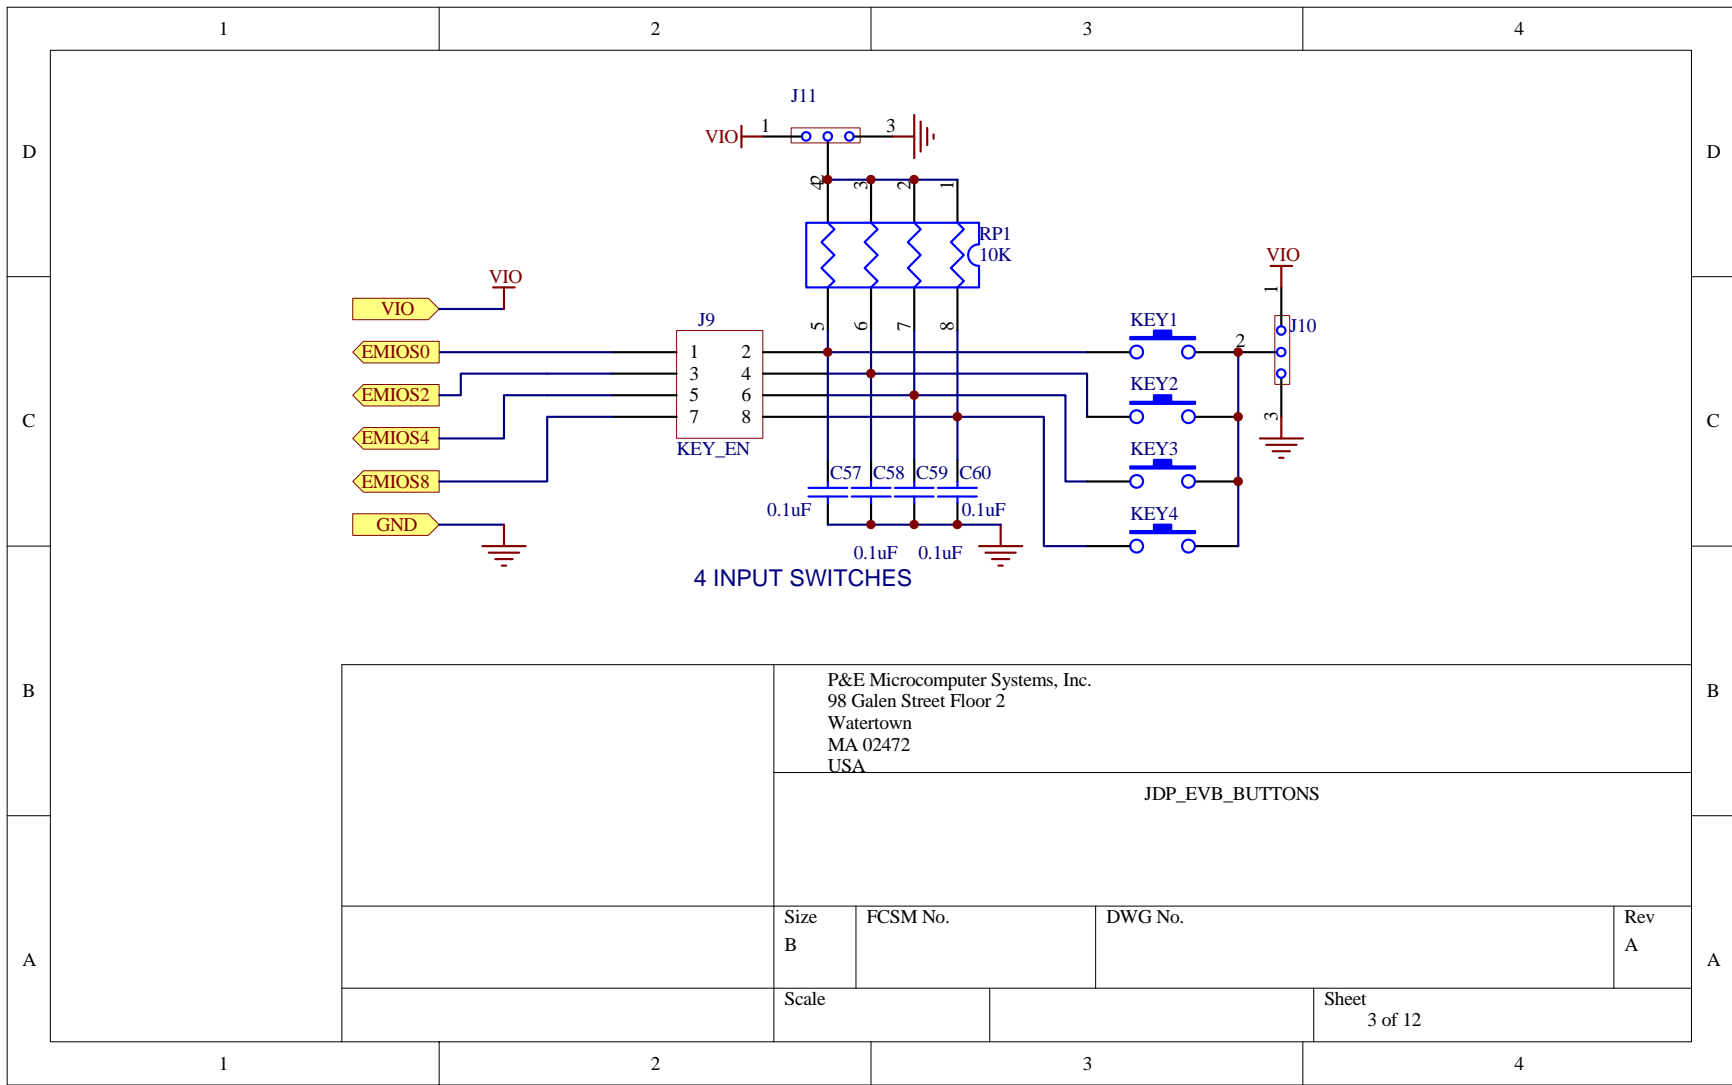 1 2 3 4
D D
J11
VIO 1 3
4 2 3 2 1
RP1
10K
VIO
VIO
1
VIO
J9
5 6 7 8
KEY1
J10
EMIOS0
1 2
2
3 4
EMIOS2
KEY2
5 6
C C
7 8
3
EMIOS4
KEY_EN
KEY3
EMIOS8
C57 C58 C59 C60
0.1uF 0.1uF
KEY4
GND
0.1uF 0.1uF
4 INPUT SWITCHES
B B
P&E Microcomputer Systems, Inc.
98 Galen Street Floor 2
Watertown
MA 02472
USA
JDP_EVB_BUTTONS
Size FCSM No. DWG No. Rev
B A
A A
Scale Sheet
3 of 12
1 2 3 4